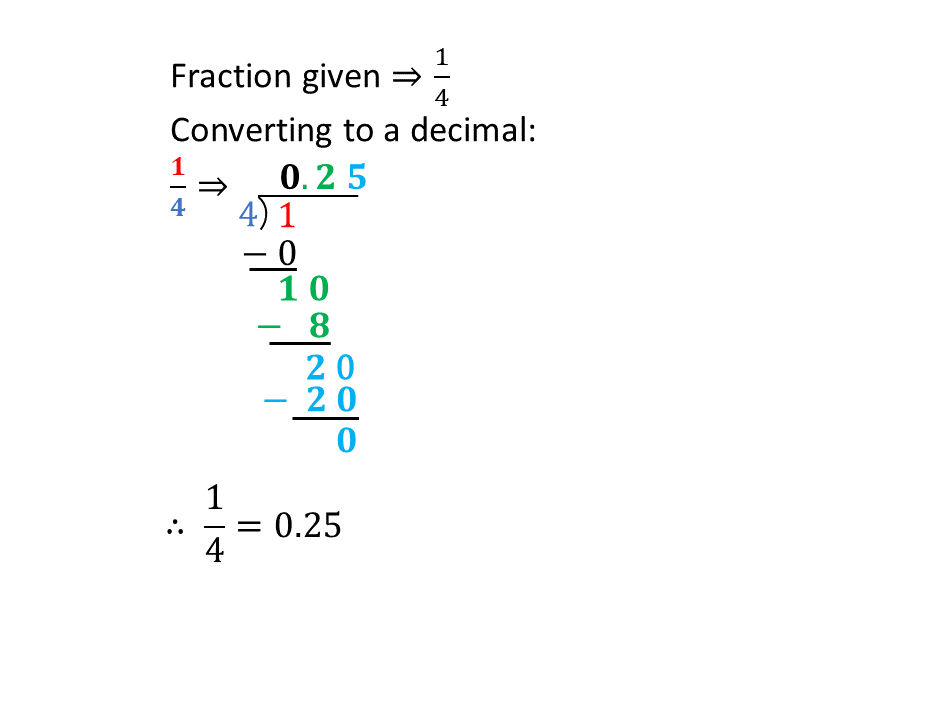 Fraction given ⇒ 1/4
Converting to a decimal:
1/4 ⇒ 0.25
4) 1
− 0
1 0
− 8
2 0
− 2 0
0
∴ 1/4 = 0.25